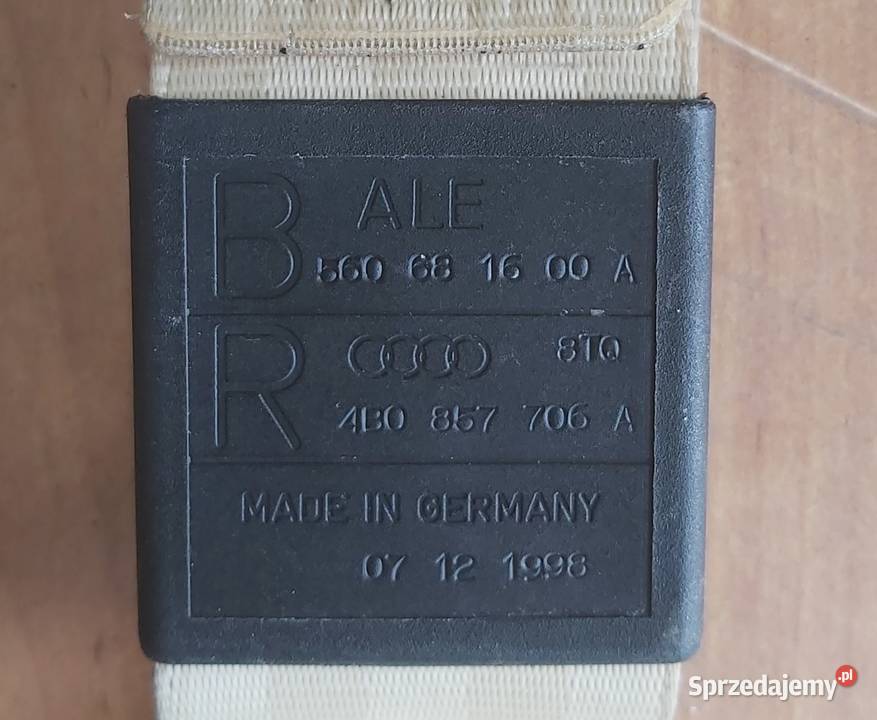 B ALE
560 68 16 00 A
R 8TQ
4B0 857 706 A
MADE IN GERMANY
07 12 1998
Sprzedajemy.pl